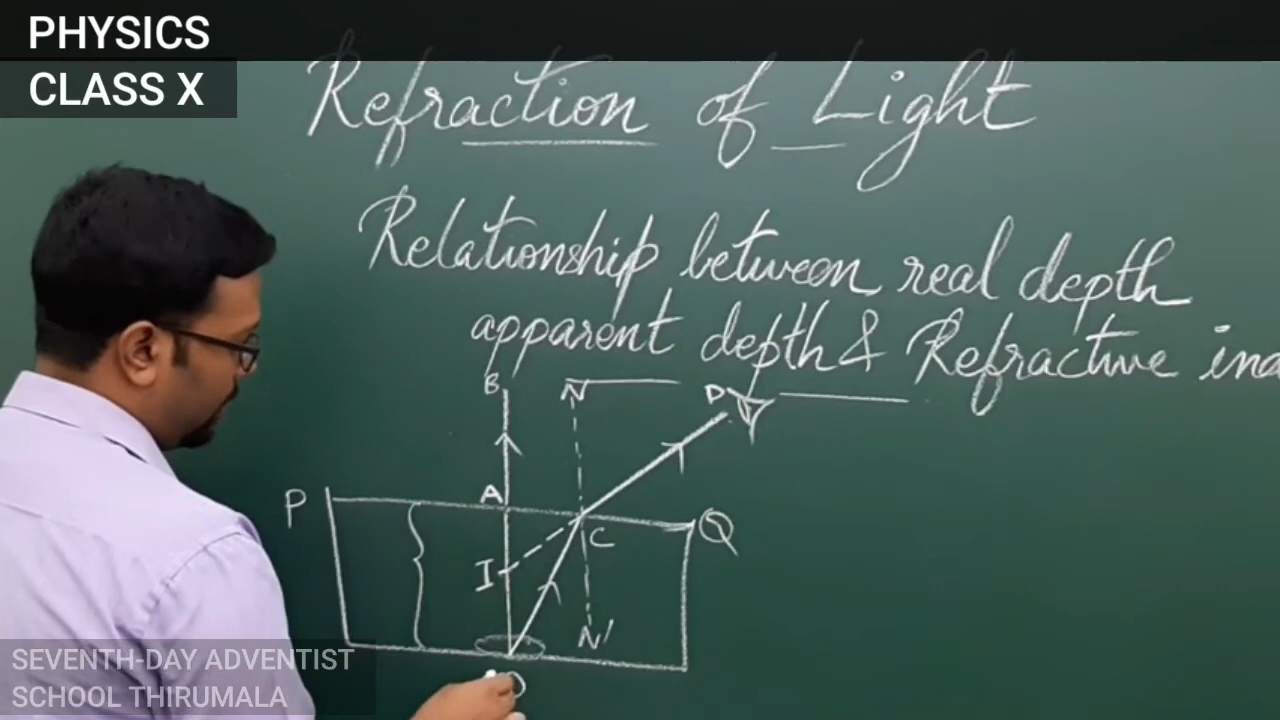 PHYSICS
CLASS X
Refraction of Light
Relationship between real depth
apparent depth & Refractive ind
B
N
D
P
A
Q
C
I
N'
O
SEVENTH-DAY ADVENTIST
SCHOOL THIRUMALA